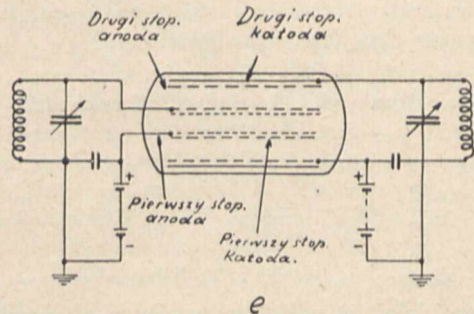 Drugi stop.
anoda
Drugi stop.
katoda
+
-
+
-
Pierwszy stop.
anoda
Pierwszy stop.
katoda.
e